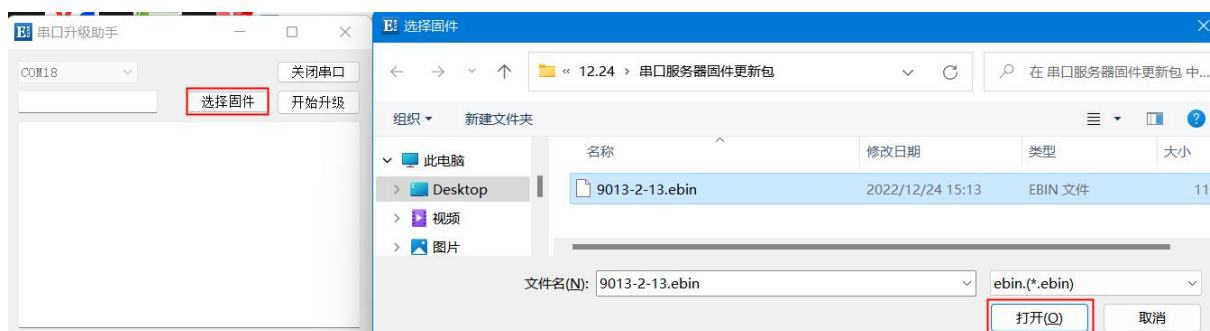 串口升级助手
COM18
关闭串口
选择固件
开始升级
选择固件
« 12.24 › 串口服务器固件更新包
在 串口服务器固件更新包 中...
组织
新建文件夹
名称
修改日期
类型
大小
此电脑
Desktop
视频
图片
9013-2-13.ebin
2022/12/24 15:13
EBIN 文件
11
文件名(N):
9013-2-13.ebin
ebin.(*.ebin)
打开(O)
取消